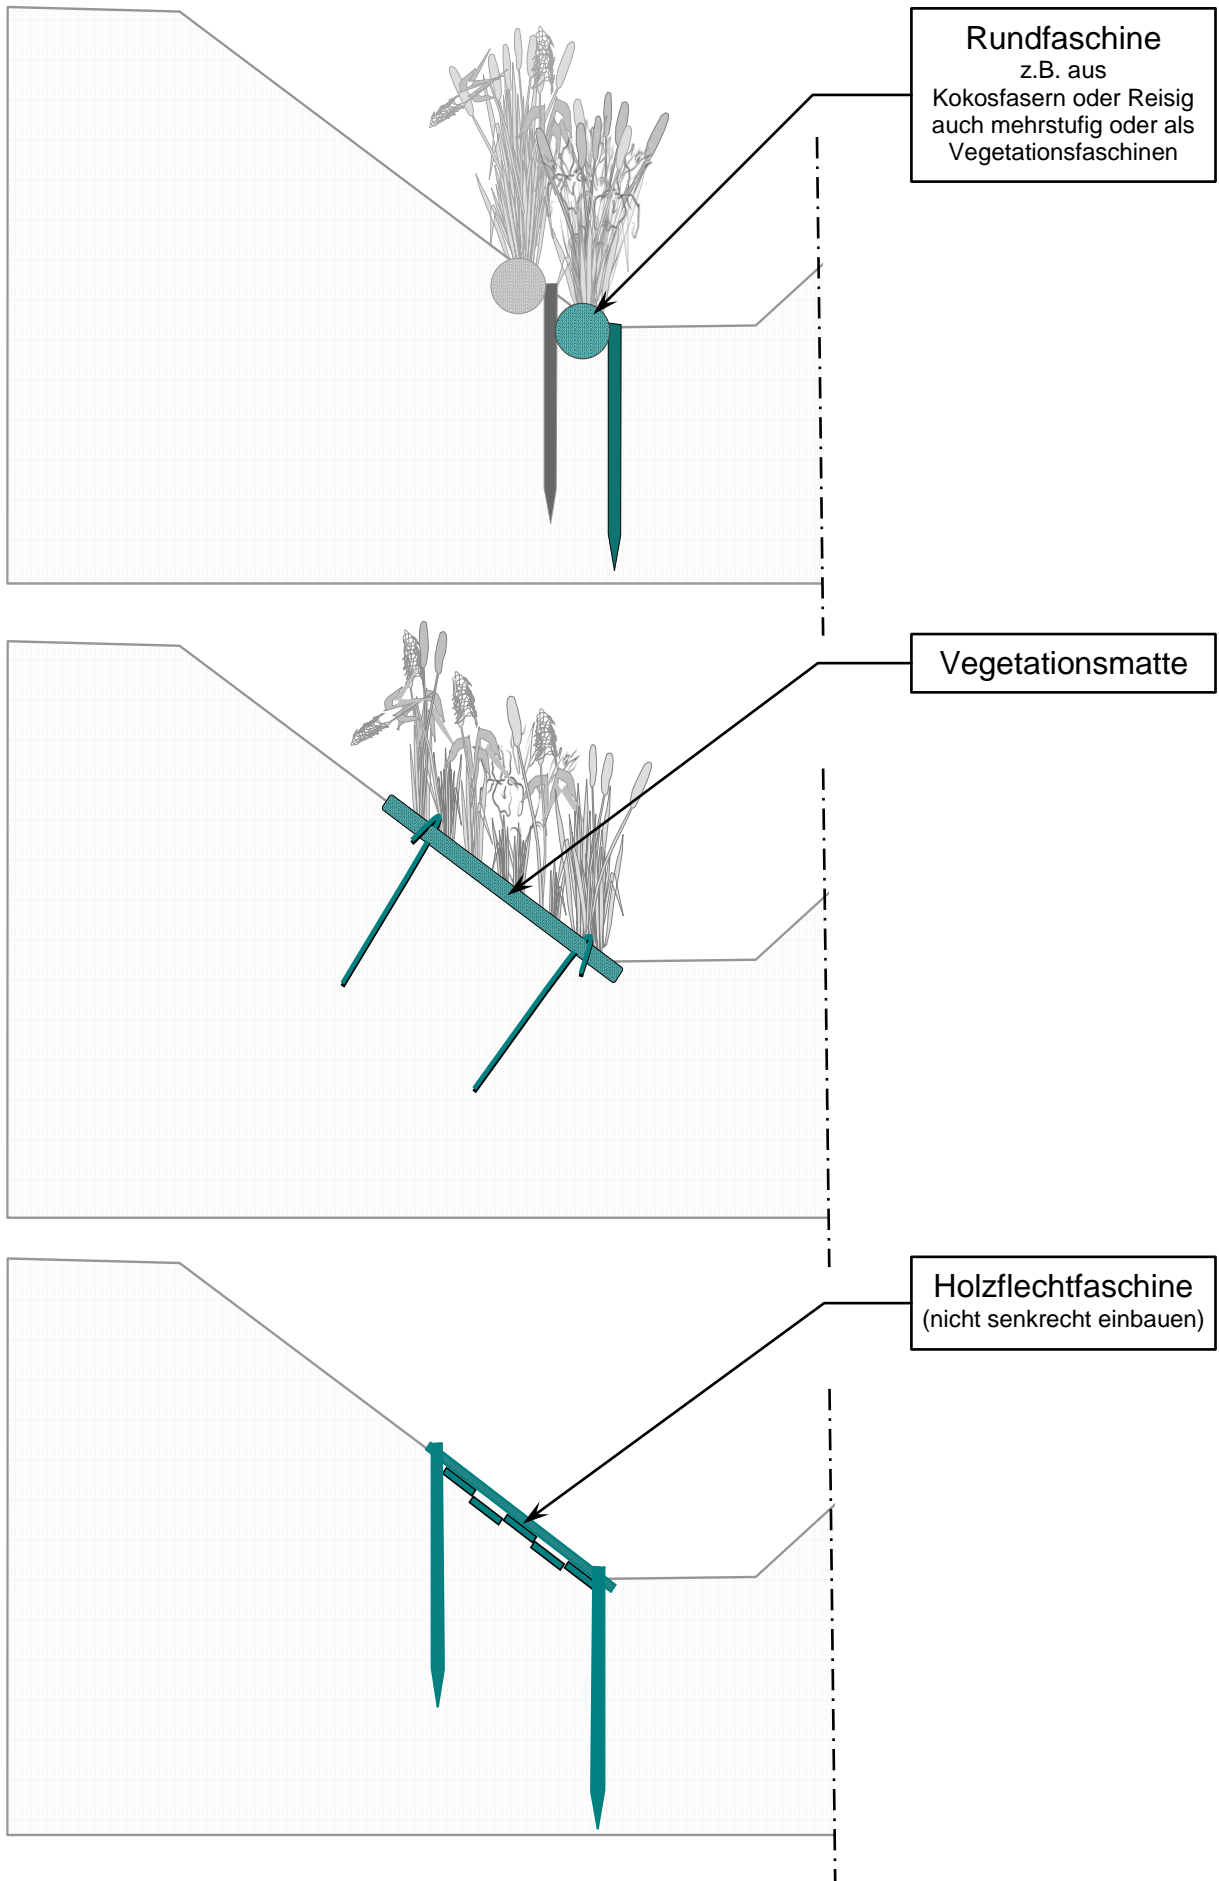 Rundfaschine
z.B. aus
Kokosfasern oder Reisig
auch mehrstufig oder als
Vegetationsfaschinen
Vegetationsmatte
Holzflechtfaschine
(nicht senkrecht einbauen)